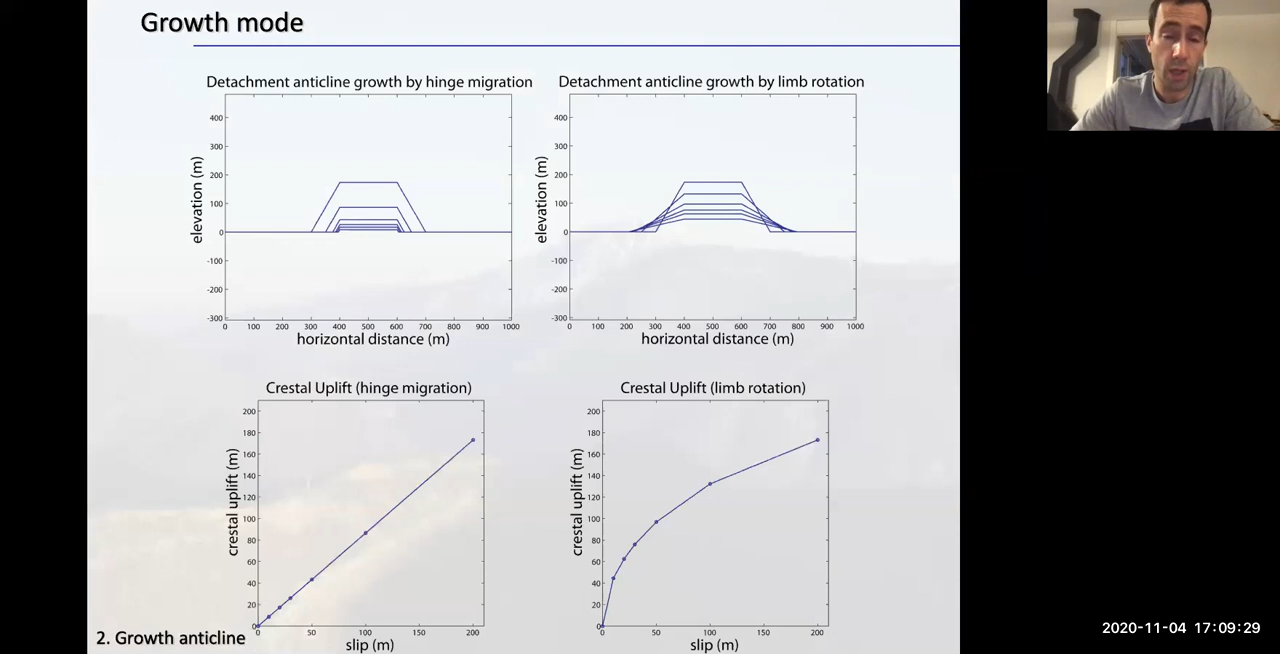 Growth mode
Detachment anticline growth by hinge migration
400
300
200
100
0
-100
-200
-300
elevation (m)
0 100 200 300 400 500 600 700 800 900 1000
horizontal distance (m)
Detachment anticline growth by limb rotation
400
300
200
100
0
-100
-200
-300
elevation (m)
0 100 200 300 400 500 600 700 800 900 1000
horizontal distance (m)
Crestal Uplift (hinge migration)
200
180
160
140
120
100
80
60
40
20
0
crestal uplift (m)
0 50 100 150 200
slip (m)
Crestal Uplift (limb rotation)
200
180
160
140
120
100
80
60
40
20
0
crestal uplift (m)
0 50 100 150 200
slip (m)
2. Growth anticline
2020-11-04 17:09:29